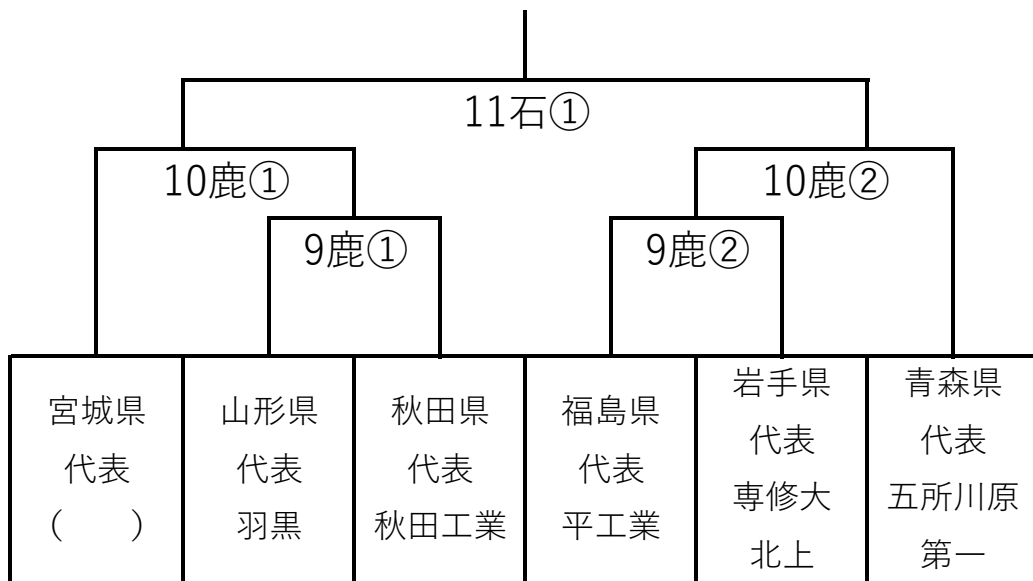 11石①
10鹿①
10鹿②
9鹿①
9鹿②
宮城県
代表
(　　)
山形県
代表
羽黒
秋田県
代表
秋田工業
福島県
代表
平工業
岩手県
代表
専修大
北上
青森県
代表
五所川原
第一